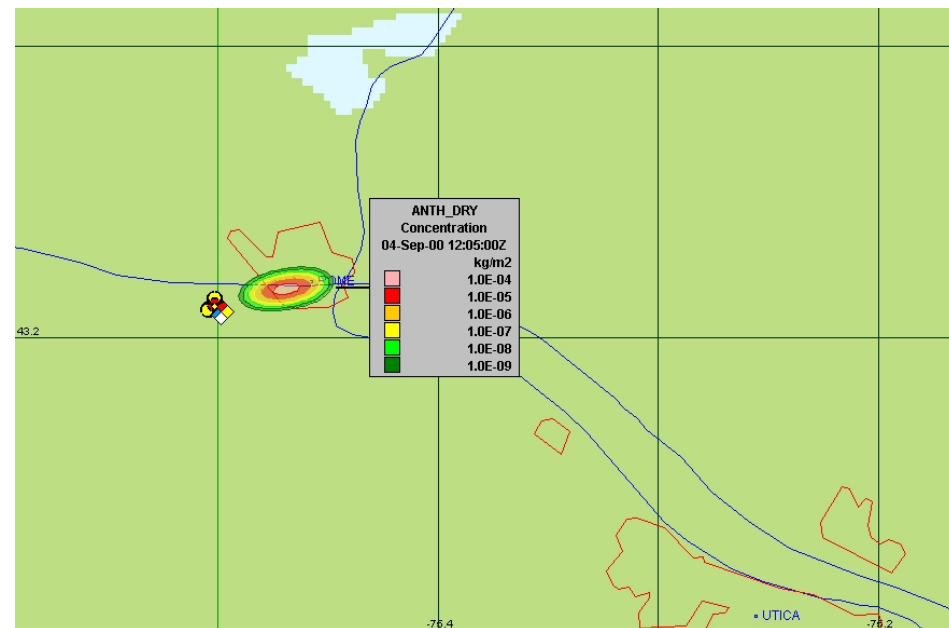 ROME
ANTH_DRY
Concentration
04-Sep-00 12:05:00Z
kg/m2
1.0E-04
1.0E-05
1.0E-06
1.0E-07
1.0E-08
1.0E-09
43.2
UTICA
-75.4
-75.2